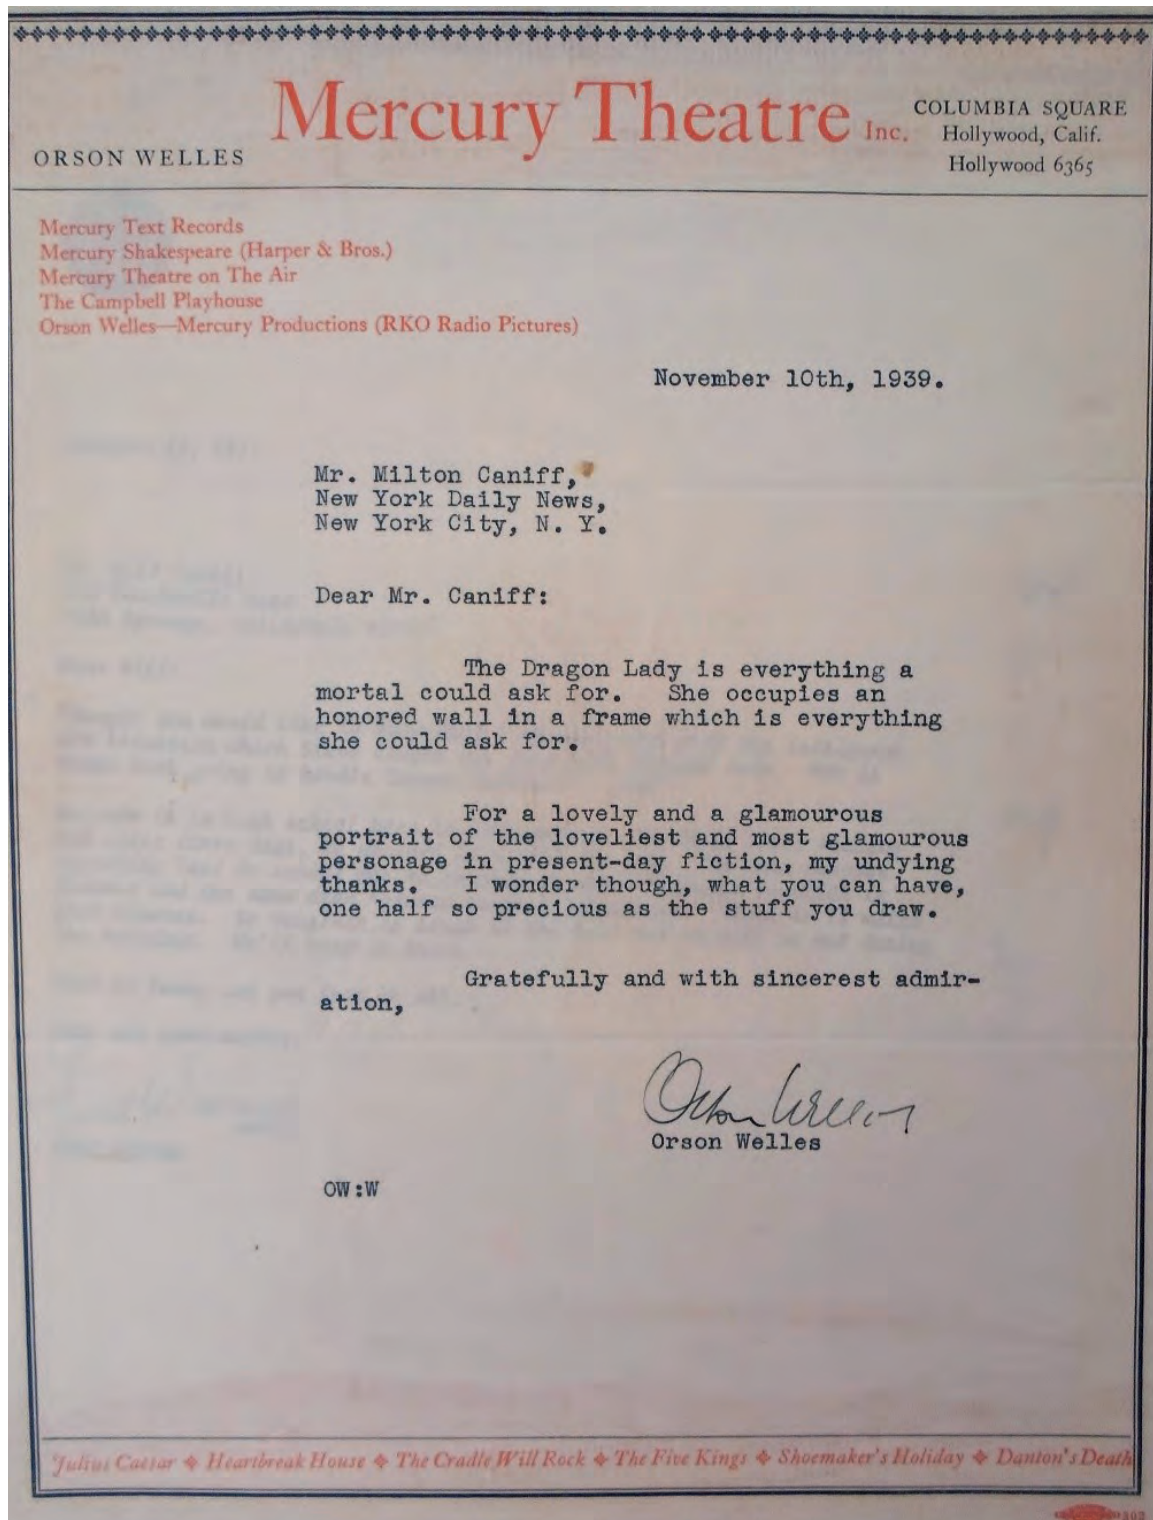 Mercury Theatre Inc.
ORSON WELLES
COLUMBIA SQUARE
Hollywood, Calif.
Hollywood 6365
Mercury Text Records
Mercury Shakespeare (Harper & Bros.)
Mercury Theatre on The Air
The Campbell Playhouse
Orson Welles—Mercury Productions (RKO Radio Pictures)
November 10th, 1939.
Mr. Milton Caniff,
New York Daily News,
New York City, N. Y.
Dear Mr. Caniff:
The Dragon Lady is everything a
mortal could ask for. She occupies an
honored wall in a frame which is everything
she could ask for.
For a lovely and a glamourous
portrait of the loveliest and most glamourous
personage in present-day fiction, my undying
thanks. I wonder though, what you can have,
one half so precious as the stuff you draw.
Gratefully and with sincerest admir-
ation,
Orson Welles
Orson Welles
OW:W
Julius Caesar ❖ Heartbreak House ❖ The Cradle Will Rock ❖ The Five Kings ❖ Shoemaker's Holiday ❖ Danton's Death